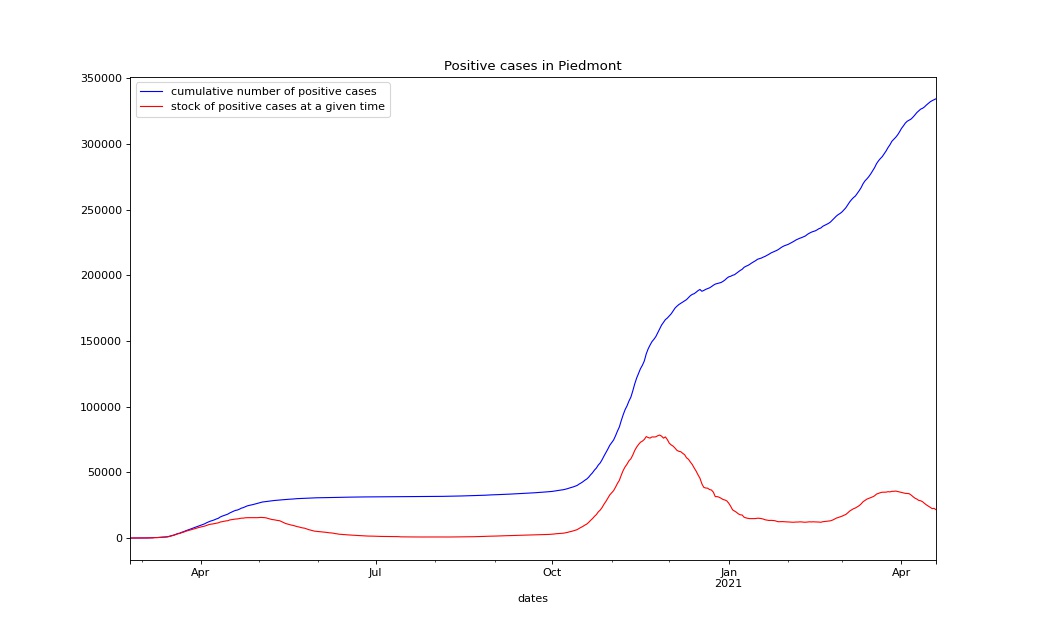 Positive cases in Piedmont
cumulative number of positive cases
stock of positive cases at a given time
350000
300000
250000
200000
150000
100000
50000
0
Apr
Jul
Oct
Jan
2021
Apr
dates